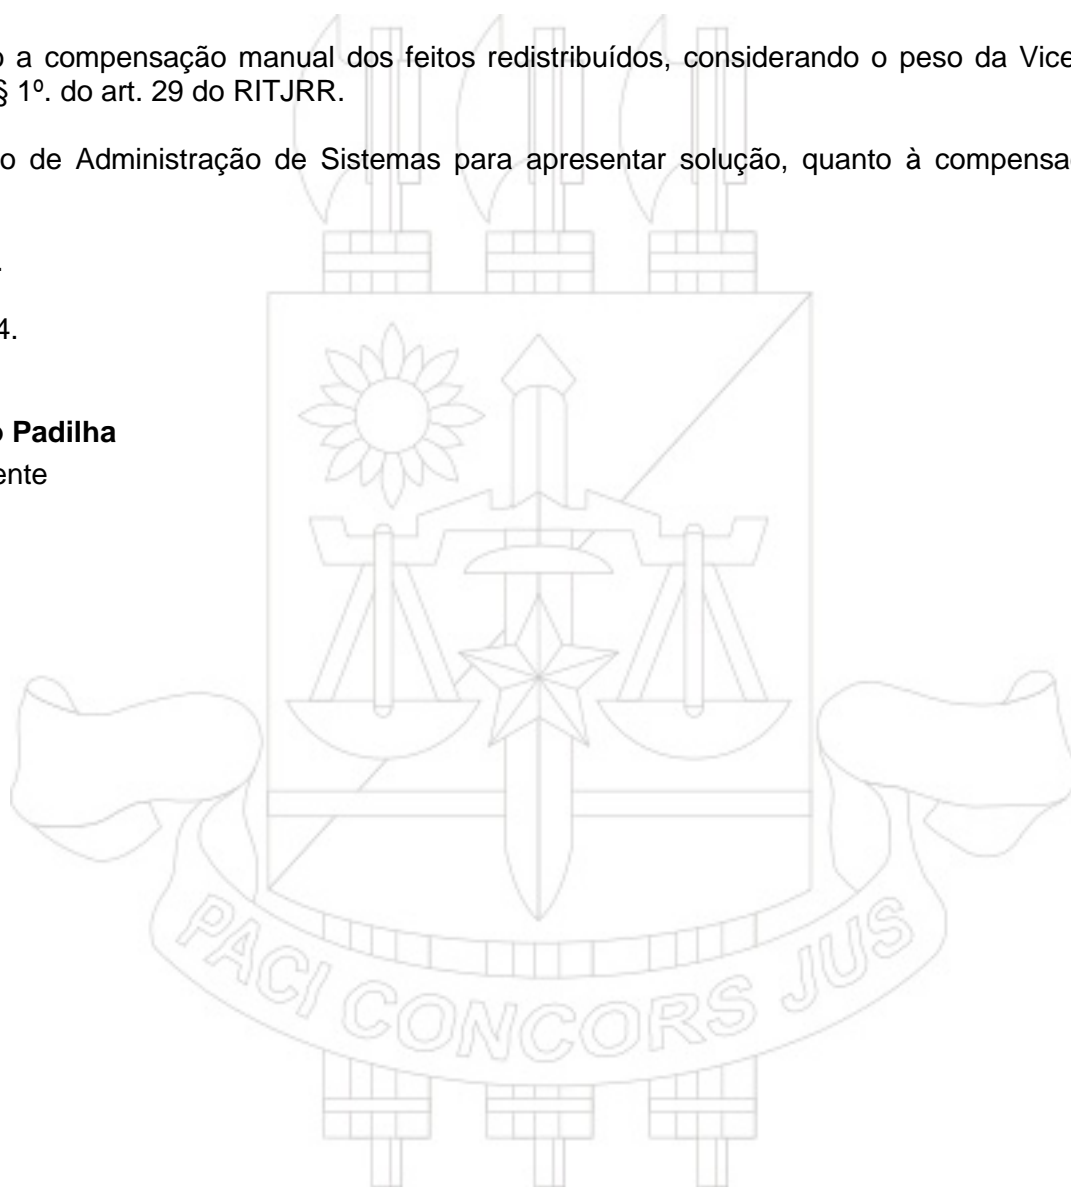 o a compensação manual dos feitos redistribuídos, considerando o peso da Vice
§ 1º. do art. 29 do RITJRR.
o de Administração de Sistemas para apresentar solução, quanto à compensa
.
4.
o Padilha
ente
PACI CONCORS JUS